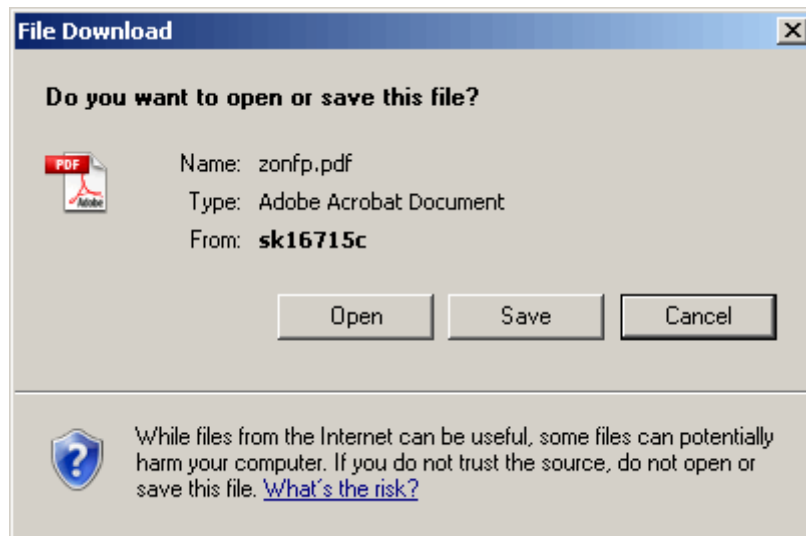 File Download
Do you want to open or save this file?
PDF
Adobe
Name: zonfp.pdf
Type: Adobe Acrobat Document
From: sk16715c
Open Save Cancel
While files from the Internet can be useful, some files can potentially
harm your computer. If you do not trust the source, do not open or
save this file. What's the risk?